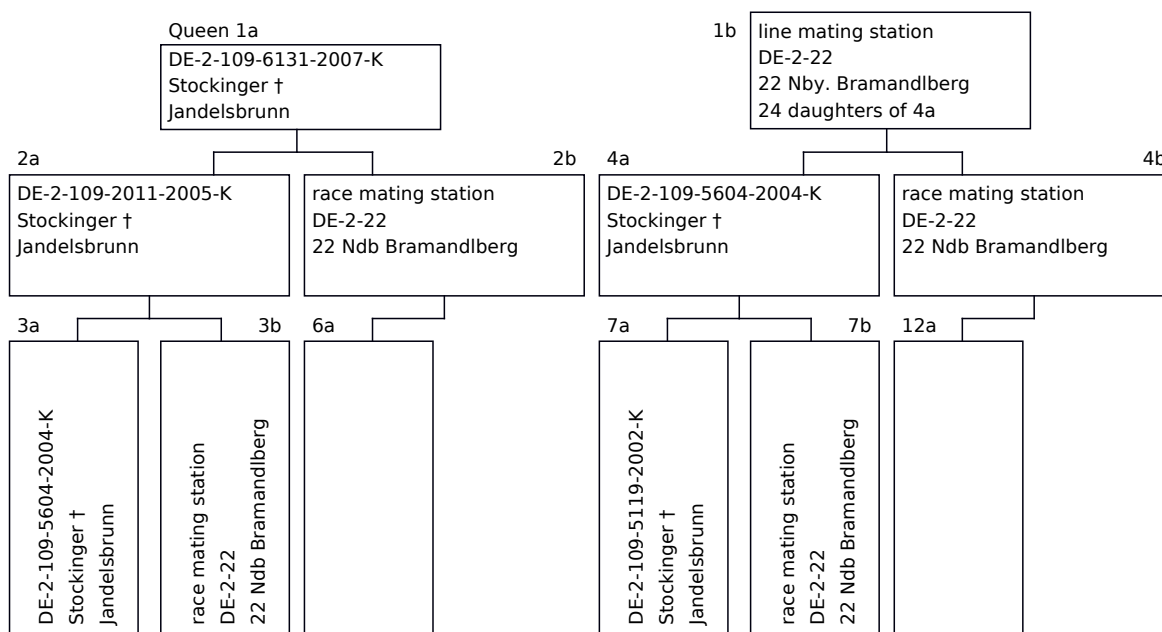 Queen 1a
DE-2-109-6131-2007-K
Stockinger †
Jandelsbrunn
1b
line mating station
DE-2-22
22 Nby. Bramandlberg
24 daughters of 4a
2a
DE-2-109-2011-2005-K
Stockinger †
Jandelsbrunn
2b
race mating station
DE-2-22
22 Ndb Bramandlberg
4a
DE-2-109-5604-2004-K
Stockinger †
Jandelsbrunn
4b
race mating station
DE-2-22
22 Ndb Bramandlberg
3a
DE-2-109-5604-2004-K
Stockinger †
Jandelsbrunn
3b
race mating station
DE-2-22
22 Ndb Bramandlberg
6a
7a
DE-2-109-5119-2002-K
Stockinger †
Jandelsbrunn
7b
race mating station
DE-2-22
22 Ndb Bramandlberg
12a